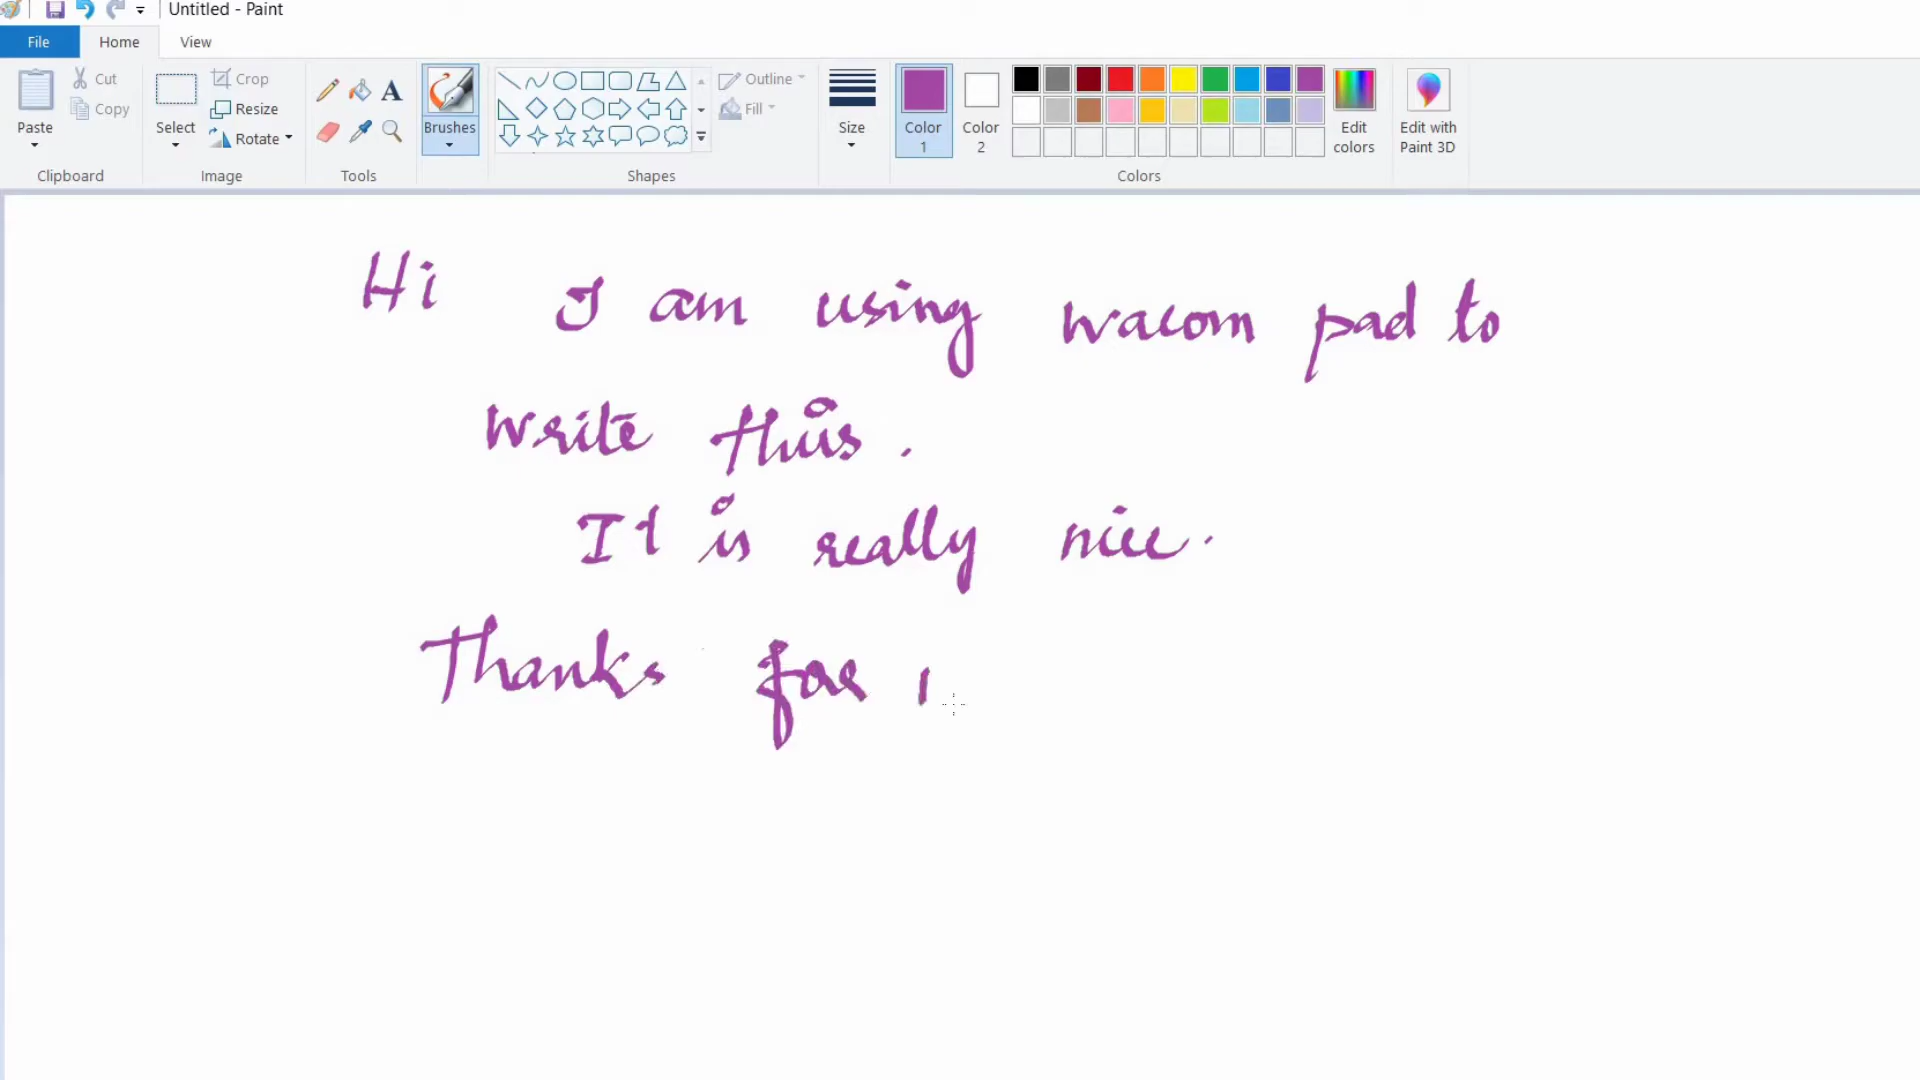 Untitled - Paint
File Home View
Paste Cut Copy Select Crop Resize Rotate Brushes Outline Fill Size Color 1 Color 2 Edit colors Edit with Paint 3D
Clipboard Image Tools Shapes Colors
Hi I am using wacom pad to
write this.
It is really nice.
Thanks for